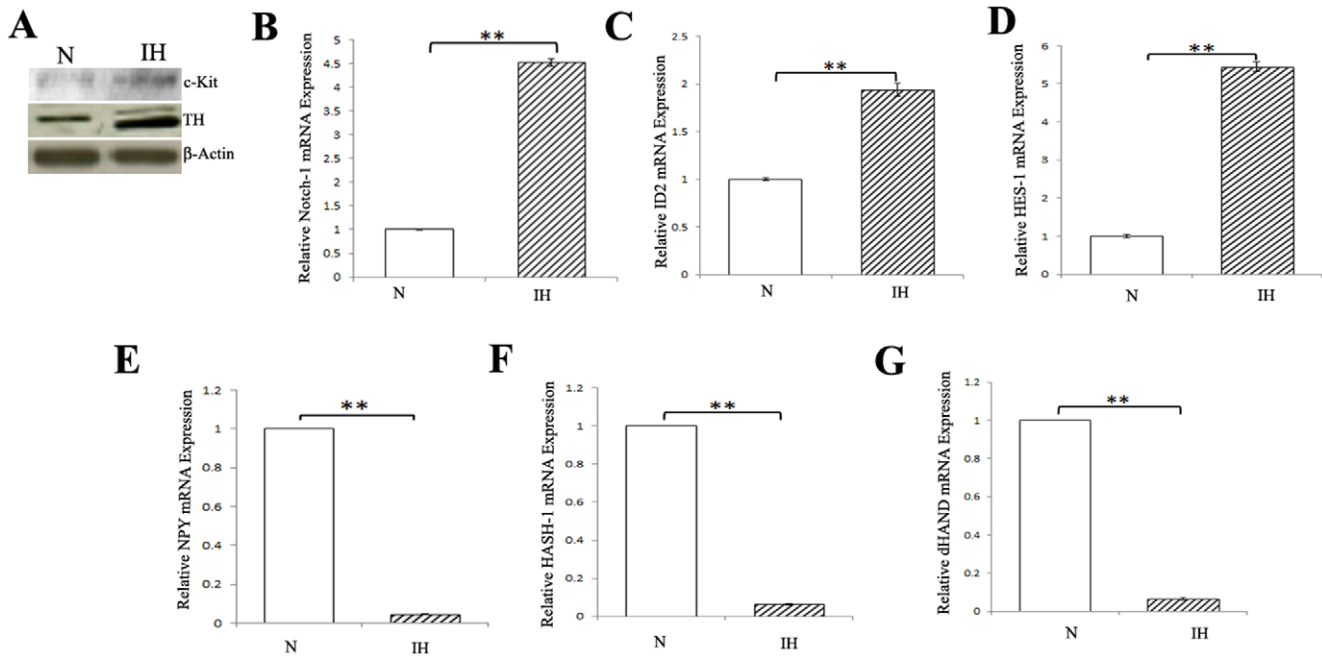 A
N IH
c-Kit
TH
β-Actin
B
Relative Notch-1 mRNA Expression
5
4.5
4
3.5
3
2.5
2
1.5
1
0.5
0
**
N IH
C
Relative ID2 mRNA Expression
2.5
2
1.5
1
0.5
0
**
N IH
D
Relative HES-1 mRNA Expression
6
5
4
3
2
1
0
**
N IH
E
Relative NPY mRNA Expression
1.2
1
0.8
0.6
0.4
0.2
0
**
N IH
F
Relative HASH-1 mRNA Expression
1.2
1
0.8
0.6
0.4
0.2
0
**
N IH
G
Relative dHAND mRNA Expression
1.2
1
0.8
0.6
0.4
0.2
0
**
N IH